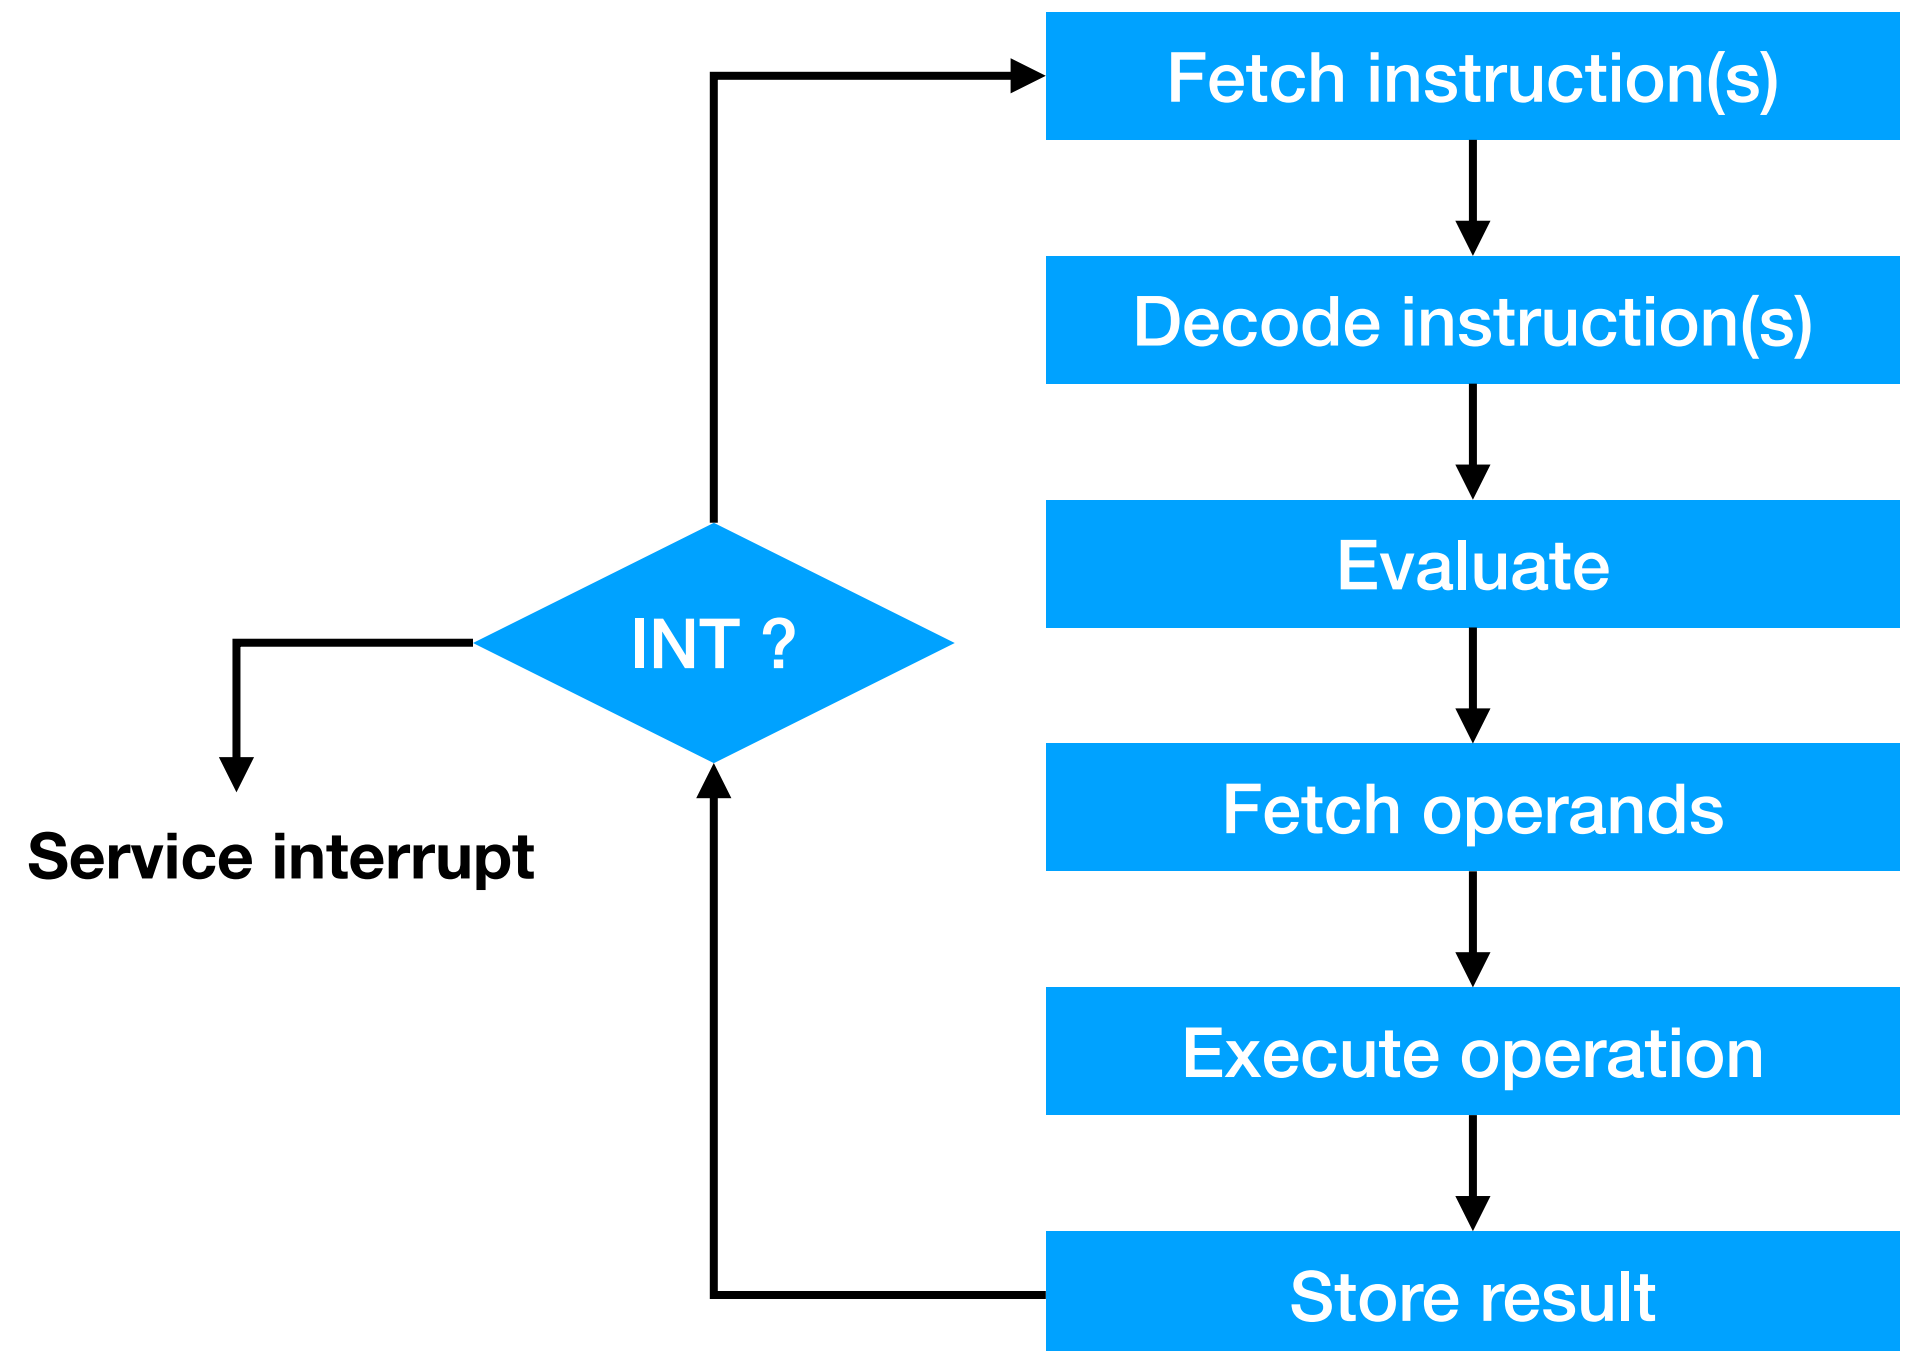 Fetch instruction(s)
Decode instruction(s)
Evaluate
Fetch operands
Execute operation
Store result
INT ?
Service interrupt